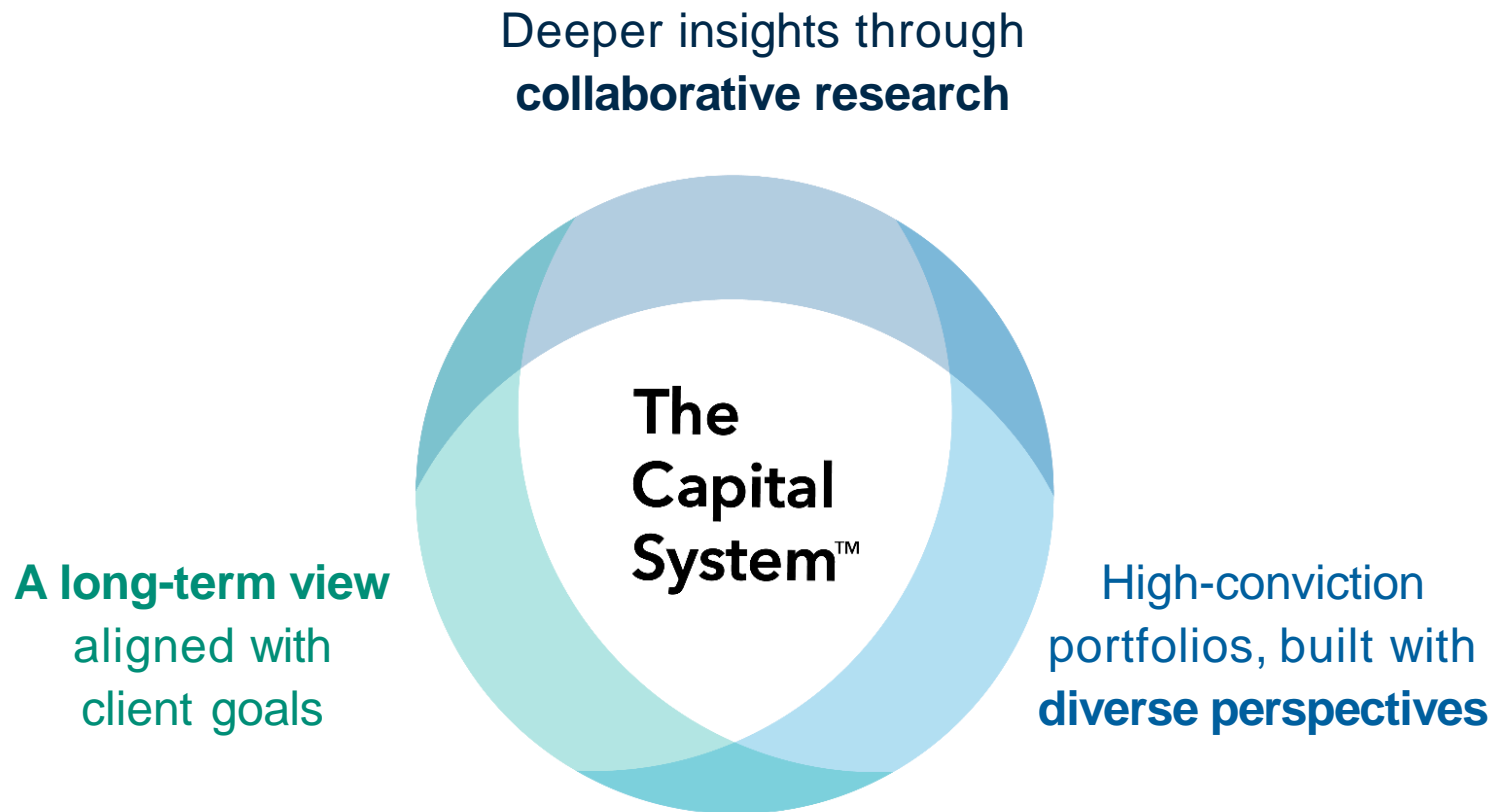 Deeper insights through
collaborative research
The
Capital
System™
A long-term view
aligned with
client goals
High-conviction
portfolios, built with
diverse perspectives